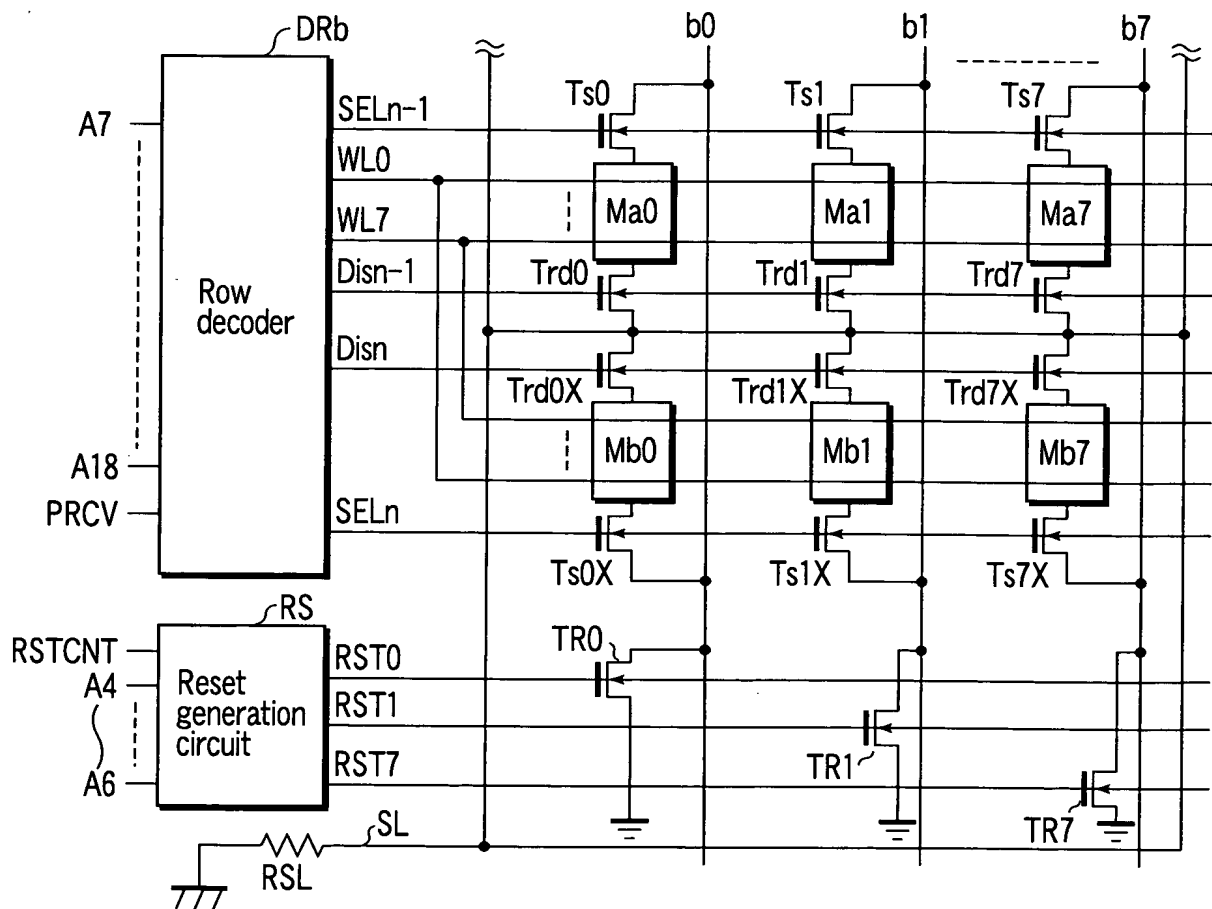 DRb
b0
b1
b7
A7
SELn-1
Ts0
Ts1
Ts7
WL0
Ma0
Ma1
Ma7
WL7
Disn-1
Trd0
Trd1
Trd7
Row
decoder
Disn
Trd0X
Trd1X
Trd7X
Mb0
Mb1
Mb7
A18
PRCV
SELn
Ts0X
Ts1X
Ts7X
RS
RSTCNT
TR0
RST0
A4
Reset
generation
circuit
RST1
TR1
A6
RST7
TR7
SL
RSL